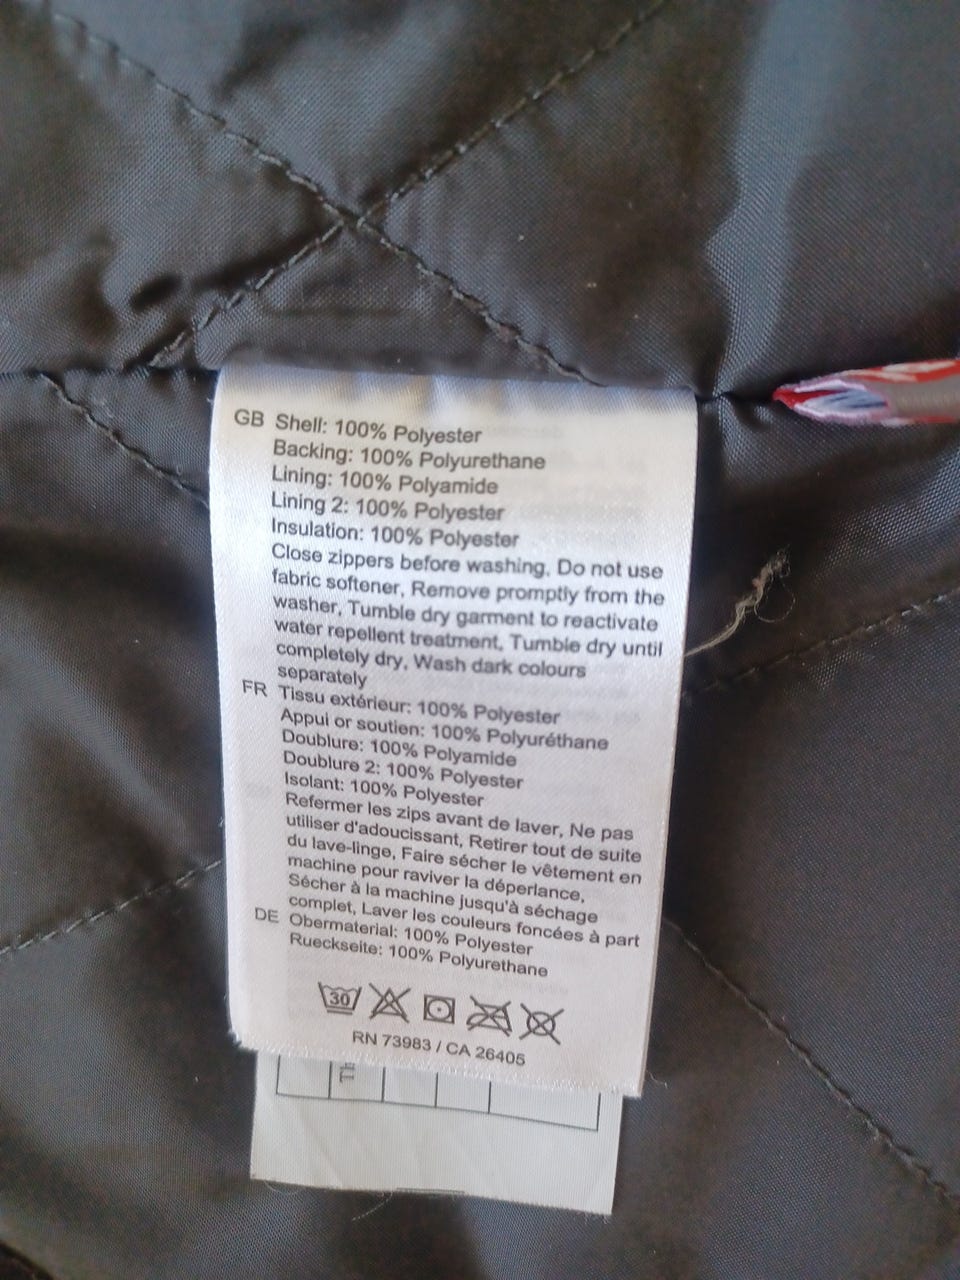 GB Shell: 100% Polyester
Backing: 100% Polyurethane
Lining: 100% Polyamide
Lining 2: 100% Polyester
Insulation: 100% Polyester
Close zippers before washing, Do not use
fabric softener, Remove promptly from the
washer, Tumble dry garment to reactivate
water repellent treatment, Tumble dry until
completely dry, Wash dark colours
separately
FR Tissu extérieur: 100% Polyester
Appui or soutien: 100% Polyuréthane
Doublure: 100% Polyamide
Doublure 2: 100% Polyester
Isolant: 100% Polyester
Refermer les zips avant de laver, Ne pas
utiliser d'adoucissant, Retirer tout de suite
du lave-linge, Faire sécher le vêtement en
machine pour raviver la déperlance,
Sécher à la machine jusqu'à séchage
complet, Laver les couleurs foncées à part
DE Obermaterial: 100% Polyester
Rueckseite: 100% Polyurethane
30
RN 73983 / CA 26405